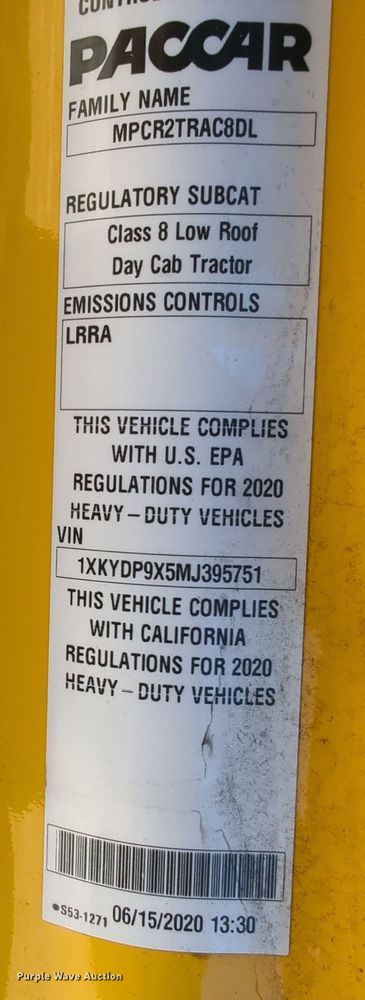 PACCAR
FAMILY NAME
MPCR2TRAC8DL
REGULATORY SUBCAT
Class 8 Low Roof
Day Cab Tractor
EMISSIONS CONTROLS
LRRA
THIS VEHICLE COMPLIES
WITH U.S. EPA
REGULATIONS FOR 2020
HEAVY-DUTY VEHICLES
VIN
1XKYDP9X5MJ395751
THIS VEHICLE COMPLIES
WITH CALIFORNIA
REGULATIONS FOR 2020
HEAVY-DUTY VEHICLES
S53-1271 06/15/2020 13:30
Purple Wave Auction